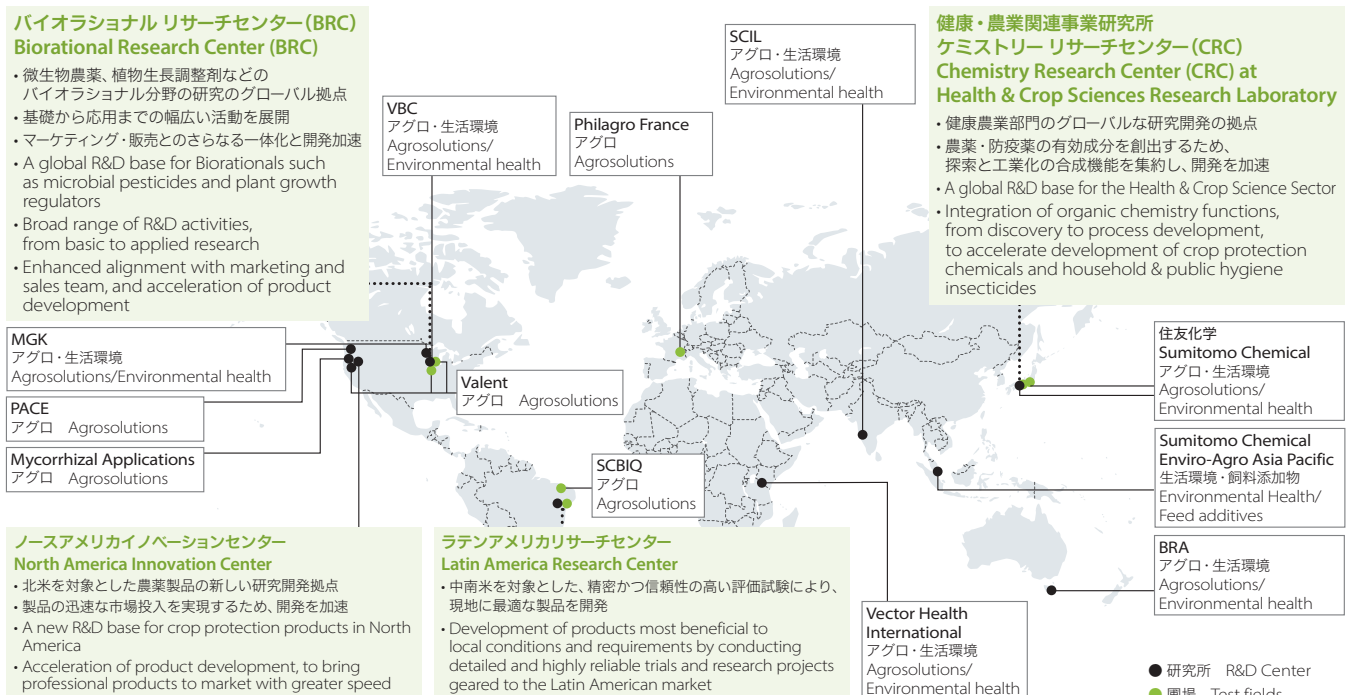 バイオラショナル リサーチセンター（BRC）
Biorational Research Center (BRC)
・微生物農薬、植物生長調整剤などの
バイオラショナル分野の研究のグローバル拠点
・基礎から応用までの幅広い活動を展開
・マーケティング・販売とのさらなる一体化と開発加速
・A global R&D base for Biorationals such
as microbial pesticides and plant growth
regulators
・Broad range of R&D activities,
from basic to applied research
・Enhanced alignment with marketing and
sales team, and acceleration of product
development
VBC
アグロ・生活環境
Agrosolutions/
Environmental health
Philagro France
アグロ
Agrosolutions
SCIL
アグロ・生活環境
Agrosolutions/
Environmental health
健康・農業関連事業研究所
ケミストリー リサーチセンター（CRC）
Chemistry Research Center (CRC) at
Health & Crop Sciences Research Laboratory
・健康農業部門のグローバルな研究開発の拠点
・農薬・防疫薬の有効成分を創出するため、
探索と工業化の合成機能を集約し、開発を加速
・A global R&D base for the Health & Crop Science Sector
・Integration of organic chemistry functions,
from discovery to process development,
to accelerate development of crop protection
chemicals and household & public hygiene
insecticides
MGK
アグロ・生活環境
Agrosolutions/Environmental health
PACE
アグロ Agrosolutions
Mycorrhizal Applications
アグロ Agrosolutions
Valent
アグロ Agrosolutions
SCBIQ
アグロ
Agrosolutions
住友化学
Sumitomo Chemical
アグロ・生活環境
Agrosolutions/
Environmental health
Sumitomo Chemical
Enviro-Agro Asia Pacific
生活環境・飼料添加物
Environmental Health/
Feed additives
BRA
アグロ・生活環境
Agrosolutions/
Environmental health
ノースアメリカイノベーションセンター
North America Innovation Center
・北米を対象とした農薬製品の新しい研究開発拠点
・製品の迅速な市場投入を実現するため、開発を加速
・A new R&D base for crop protection products in North
America
・Acceleration of product development, to bring
professional products to market with greater speed
ラテンアメリカリサーチセンター
Latin America Research Center
・中南米を対象とした、精密かつ信頼性の高い評価試験により、
現地に最適な製品を開発
・Development of products most beneficial to
local conditions and requirements by conducting
detailed and highly reliable trials and research projects
geared to the Latin American market
Vector Health
International
アグロ・生活環境
Agrosolutions/
Environmental health
研究所 R&D Center
圃場 Test fields